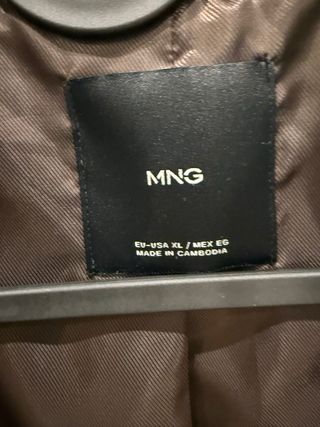 MNG
EU-USA XL / MEX EG
MADE IN CAMBODIA